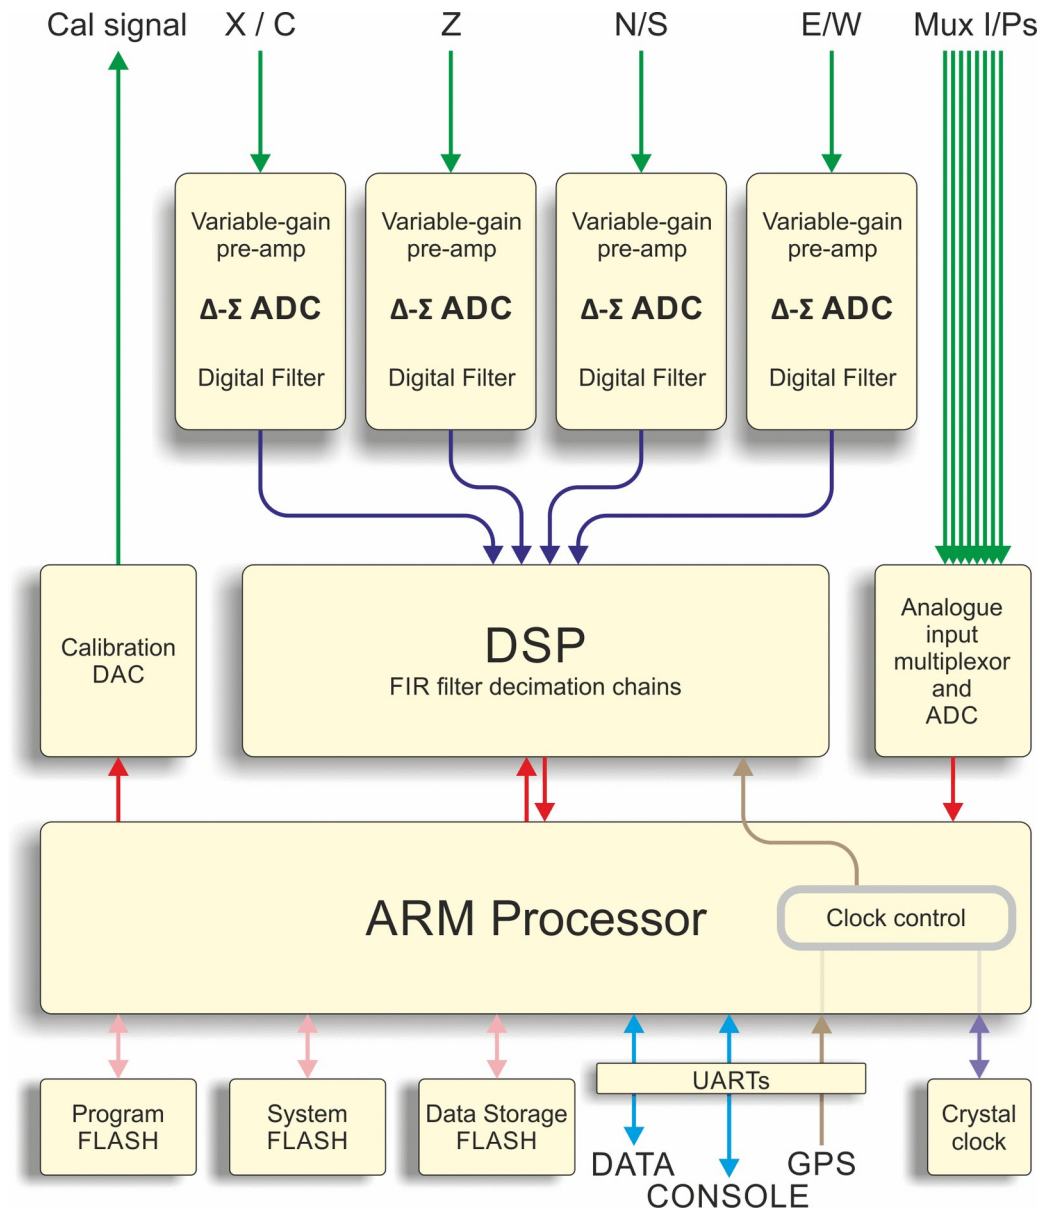 Cal signal
X / C
Z
N/S
E/W
Mux I/Ps
Variable-gain
pre-amp
Δ-Σ ADC
Digital Filter
Variable-gain
pre-amp
Δ-Σ ADC
Digital Filter
Variable-gain
pre-amp
Δ-Σ ADC
Digital Filter
Variable-gain
pre-amp
Δ-Σ ADC
Digital Filter
Calibration
DAC
DSP
FIR filter decimation chains
Analogue
input
multiplexor
and
ADC
ARM Processor
Clock control
Program
FLASH
System
FLASH
Data Storage
FLASH
UARTs
DATA
CONSOLE
GPS
Crystal
clock